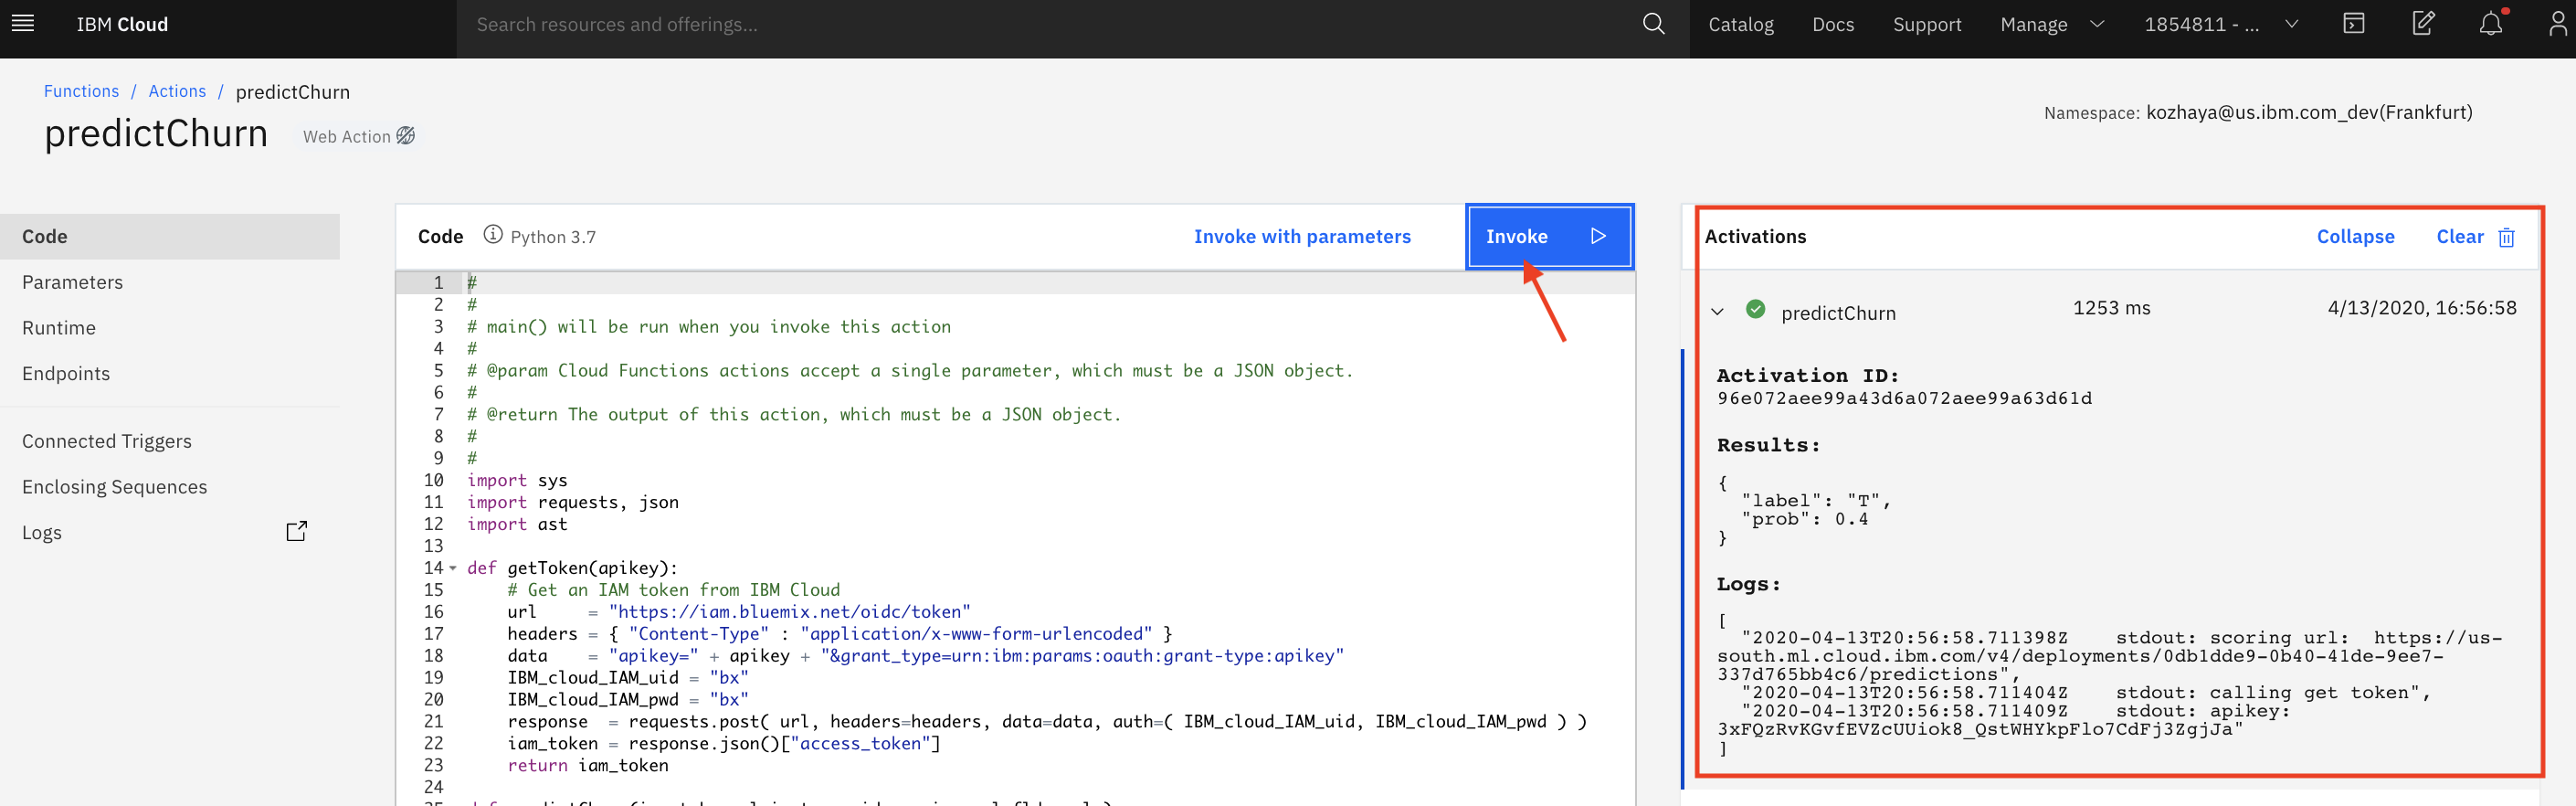 IBM Cloud
Search resources and offerings...
Catalog Docs Support Manage 1854811 - ...
Functions / Actions / predictChurn
predictChurn Web Action
Namespace: kozhaya@us.ibm.com_dev(Frankfurt)
Code
Parameters
Runtime
Endpoints
Connected Triggers
Enclosing Sequences
Logs
Code Python 3.7 Invoke with parameters Invoke
1 #
2 #
3 # main() will be run when you invoke this action
4 #
5 # @param Cloud Functions actions accept a single parameter, which must be a JSON object.
6 #
7 # @return The output of this action, which must be a JSON object.
8 #
9 #
10 import sys
11 import requests, json
12 import ast
13
14 def getToken(apikey):
15 # Get an IAM token from IBM Cloud
16 url = "https://iam.bluemix.net/oidc/token"
17 headers = { "Content-Type" : "application/x-www-form-urlencoded" }
18 data = "apikey=" + apikey + "&grant_type=urn:ibm:params:oauth:grant-type:apikey"
19 IBM_cloud_IAM_uid = "bx"
20 IBM_cloud_IAM_pwd = "bx"
21 response = requests.post( url, headers=headers, data=data, auth=( IBM_cloud_IAM_uid, IBM_cloud_IAM_pwd ) )
22 iam_token = response.json()["access_token"]
23 return iam_token
24
Activations Collapse Clear
predictChurn 1253 ms 4/13/2020, 16:56:58
Activation ID:
96e072aee99a43d6a072aee99a63d61d
Results:
{
"label": "T",
"prob": 0.4
}
Logs:
[
"2020-04-13T20:56:58.711398Z stdout: scoring url: https://us-
south.ml.cloud.ibm.com/v4/deployments/0db1dde9-0b40-41de-9ee7-
337d765bb4c6/predictions",
"2020-04-13T20:56:58.711404Z stdout: calling get token",
"2020-04-13T20:56:58.711409Z stdout: apikey:
3xFQzRvKGvfEVZcUUiok8_QstWHYkpFlo7CdFj3ZgjJa"
]